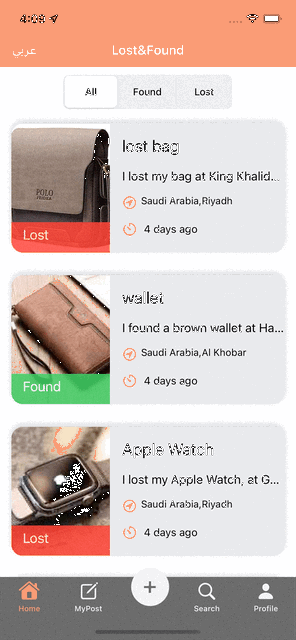 4:08
عربي
Lost&Found
All
Found
Lost
POLO
Lost
lost bag
I lost my bag at King Khalid...
Saudi Arabia,Riyadh
4 days ago
Found
wallet
I found a brown wallet at Ha...
Saudi Arabia,Al Khobar
4 days ago
Lost
Apple Watch
I lost my Apple Watch, at G...
Saudi Arabia,Riyadh
4 days ago
Home
MyPost
Search
Profile